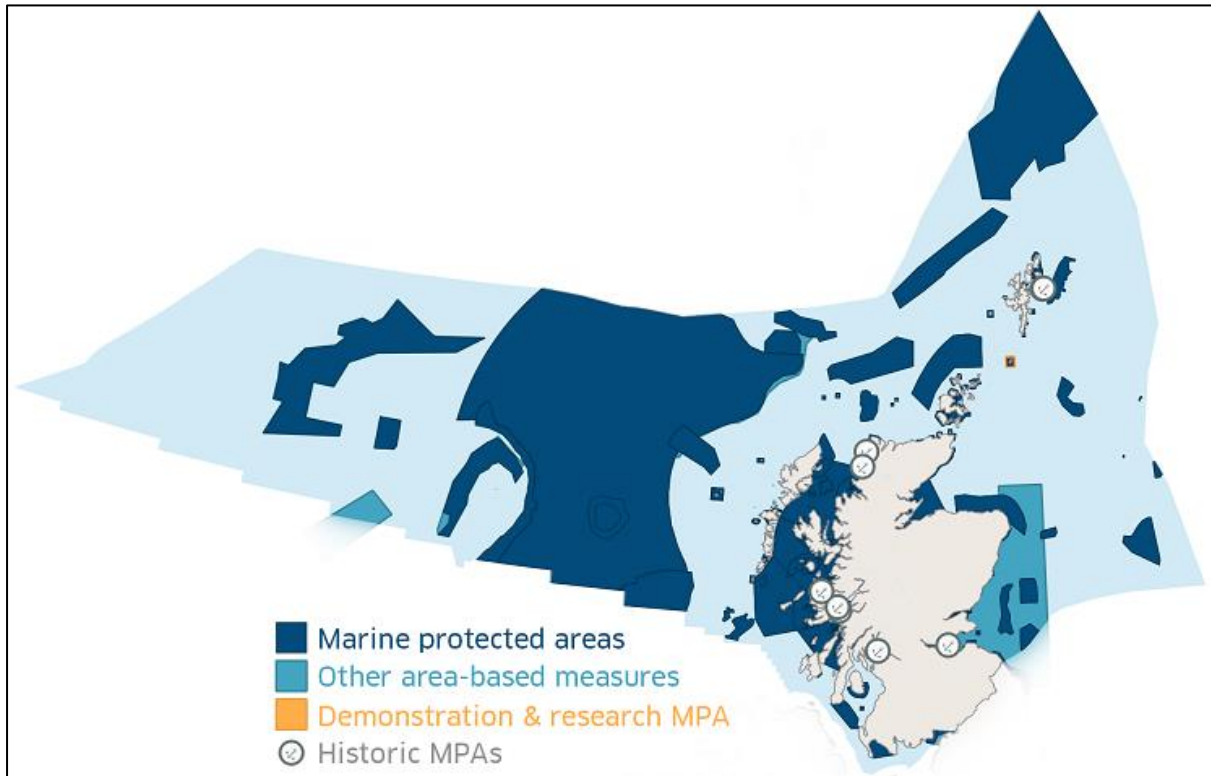 Marine protected areas
Other area-based measures
Demonstration & research MPA
Historic MPAs